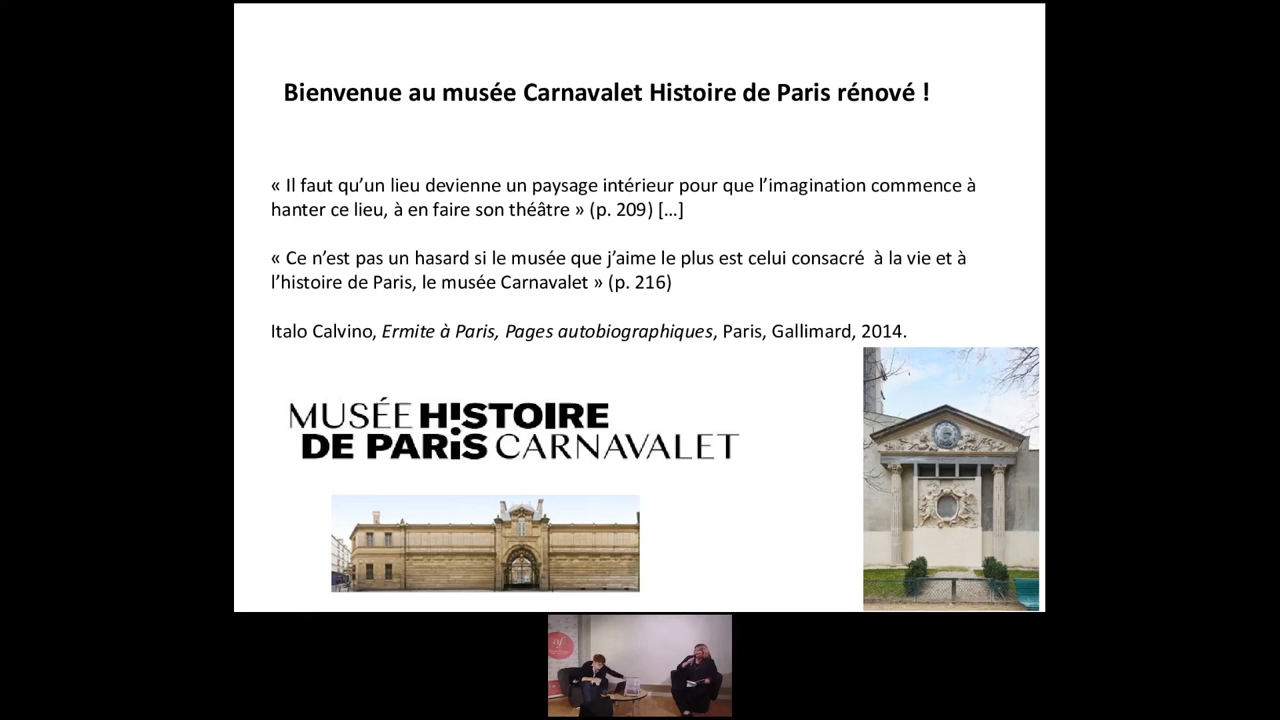 Bienvenue au musée Carnavalet Histoire de Paris rénové !
« Il faut qu’un lieu devienne un paysage intérieur pour que l’imagination commence à
hanter ce lieu, à en faire son théâtre » (p. 209) […]
« Ce n’est pas un hasard si le musée que j’aime le plus est celui consacré  à la vie et à
l’histoire de Paris, le musée Carnavalet » (p. 216)
Italo Calvino, Ermite à Paris, Pages autobiographiques, Paris, Gallimard, 2014.
MUSÉE HISTOIRE
DE PARiS CARNAVALET
af